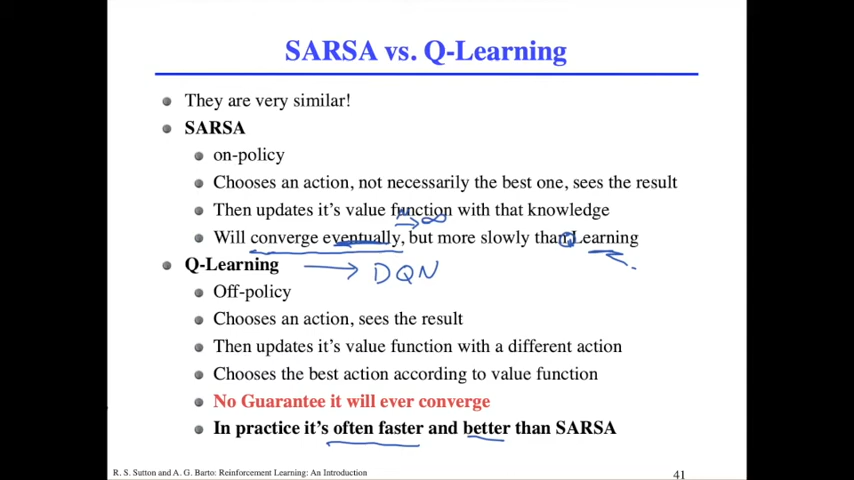 SARSA vs. Q-Learning
They are very similar!
SARSA
on-policy
Chooses an action, not necessarily the best one, sees the result
Then updates it's value function with that knowledge
n → ∞
Will converge eventually, but more slowly than Q Learning
Q-Learning → DQN
Off-policy
Chooses an action, sees the result
Then updates it's value function with a different action
Chooses the best action according to value function
No Guarantee it will ever converge
In practice it's often faster and better than SARSA
R. S. Sutton and A. G. Barto: Reinforcement Learning: An Introduction
41